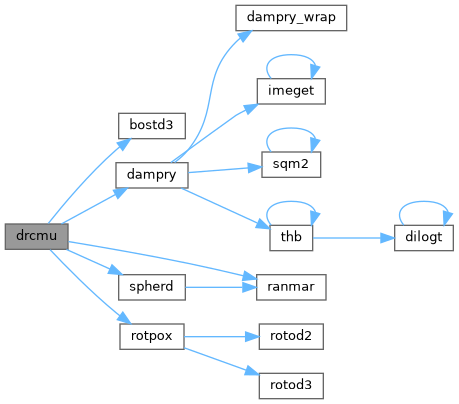 dampry_wrap
imeget
bostd3
sqm2
dampry
thb
dilogt
drcmu
spherd
ranmar
rotpox
rotod2
rotod3